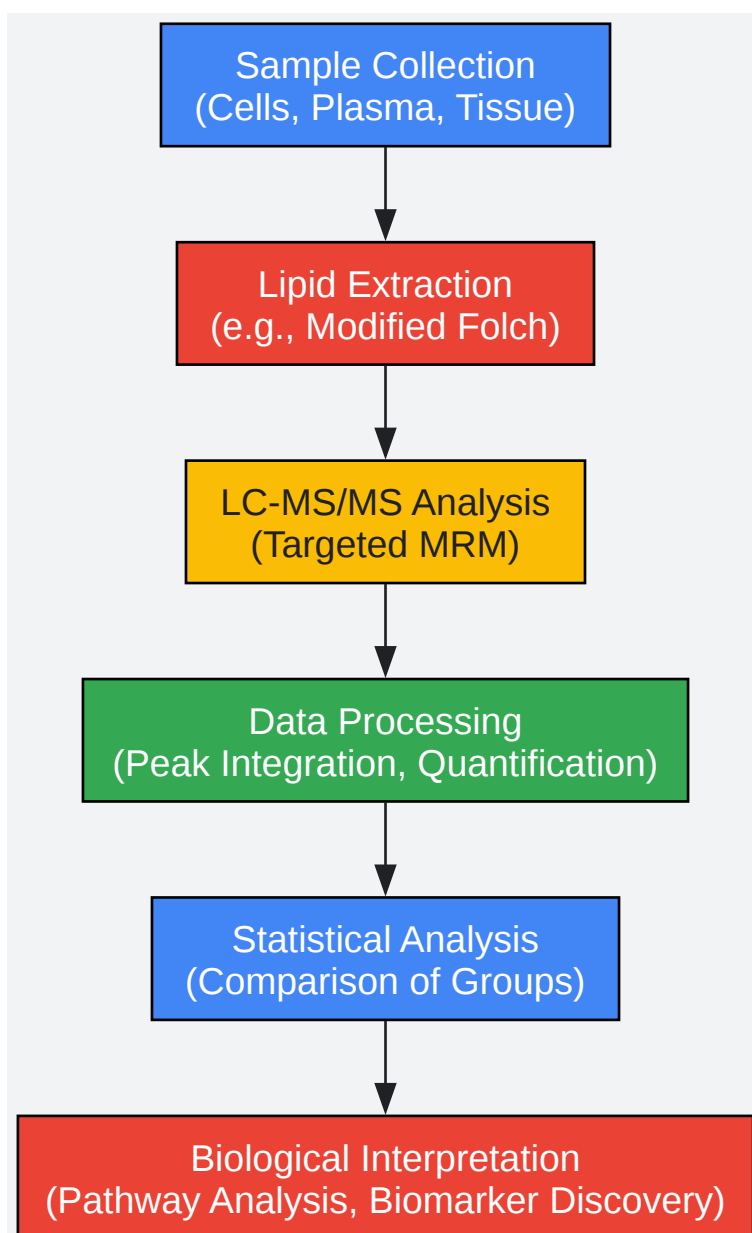 Sample Collection
(Cells, Plasma, Tissue)
Lipid Extraction
(e.g., Modified Folch)
LC-MS/MS Analysis
(Targeted MRM)
Data Processing
(Peak Integration, Quantification)
Statistical Analysis
(Comparison of Groups)
Biological Interpretation
(Pathway Analysis, Biomarker Discovery)